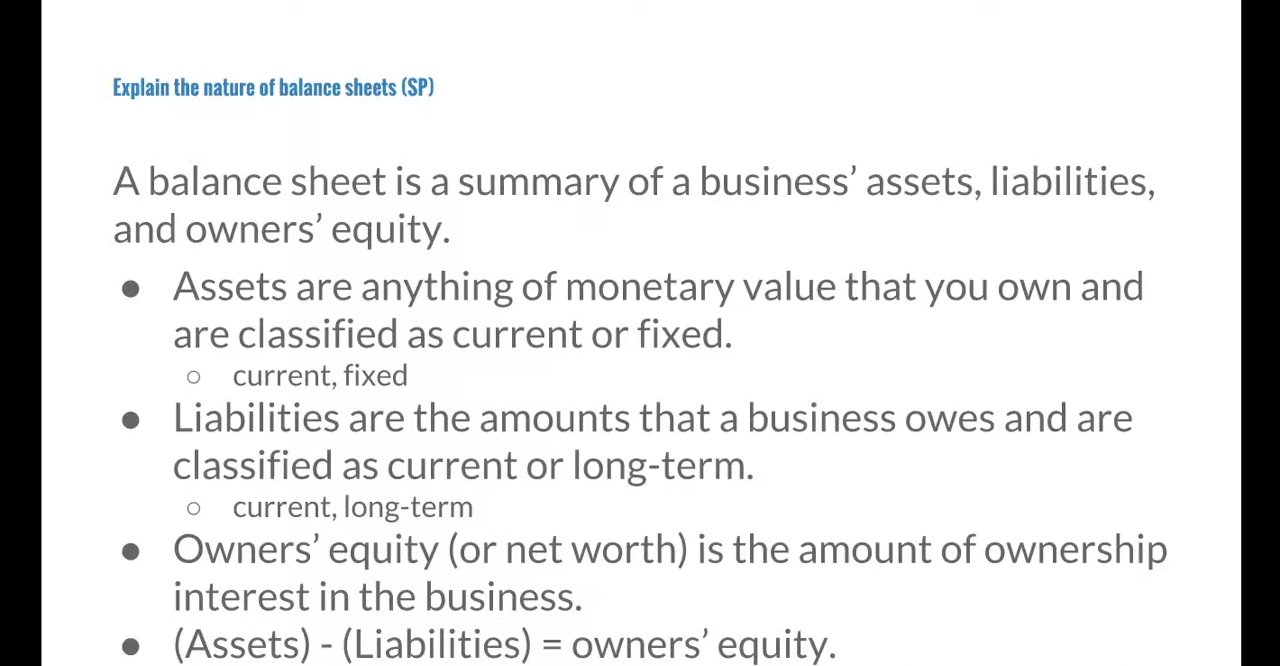 Explain the nature of balance sheets (SP)
A balance sheet is a summary of a business’ assets, liabilities,
and owners’ equity.
● Assets are anything of monetary value that you own and
are classified as current or fixed.
○ current, fixed
● Liabilities are the amounts that a business owes and are
classified as current or long-term.
○ current, long-term
● Owners’ equity (or net worth) is the amount of ownership
interest in the business.
● (Assets) - (Liabilities) = owners’ equity.